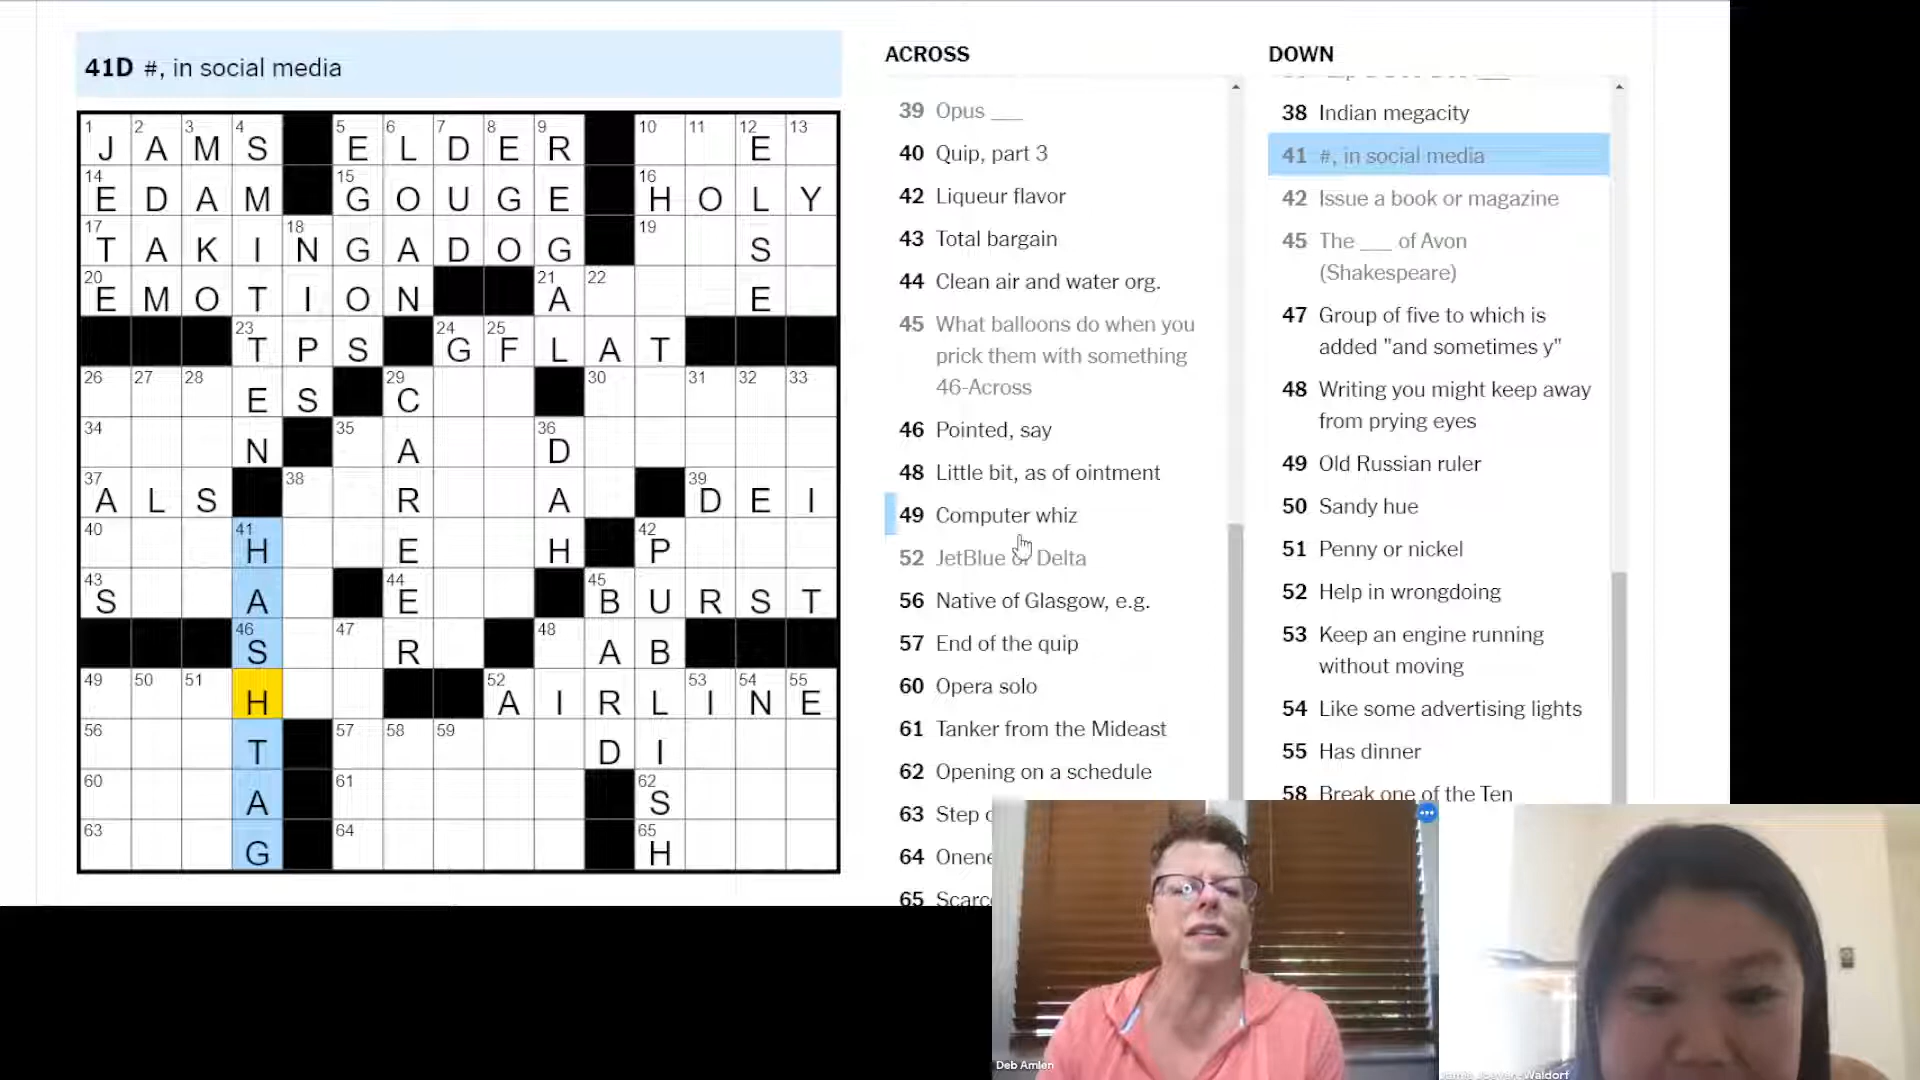 41D #, in social media
1 2 3 4 5 6 7 8 9 10 11 12 13
J A M S E L D E R E
14 15 16
E D A M G O U G E H O L Y
17 18 19
T A K I N G A D O G S
20 21 22
E M O T I O N A E
23 24 25
T P S G F L A T
26 27 28 29 30 31 32 33
E S C
34 35 36
N A D
37 38 39
A L S R A D E I
40 41 42
H E H P
43 44 45
S A E B U R S T
46 47 48
S R A B
49 50 51 52 53 54 55
H A I R L I N E
56 57 58 59
T D I
60 61 62
A S
63 64 65
G H
ACROSS
39 Opus ___
40 Quip, part 3
42 Liqueur flavor
43 Total bargain
44 Clean air and water org.
45 What balloons do when you
prick them with something
46-Across
46 Pointed, say
48 Little bit, as of ointment
49 Computer whiz
52 JetBlue or Delta
56 Native of Glasgow, e.g.
57 End of the quip
60 Opera solo
61 Tanker from the Mideast
62 Opening on a schedule
63 Step
64
65
DOWN
38 Indian megacity
41 #, in social media
42 Issue a book or magazine
45 The ___ of Avon
(Shakespeare)
47 Group of five to which is
added "and sometimes y"
48 Writing you might keep away
from prying eyes
49 Old Russian ruler
50 Sandy hue
51 Penny or nickel
52 Help in wrongdoing
53 Keep an engine running
without moving
54 Like some advertising lights
55 Has dinner
58 Break one of the Ten
Deb Amlen